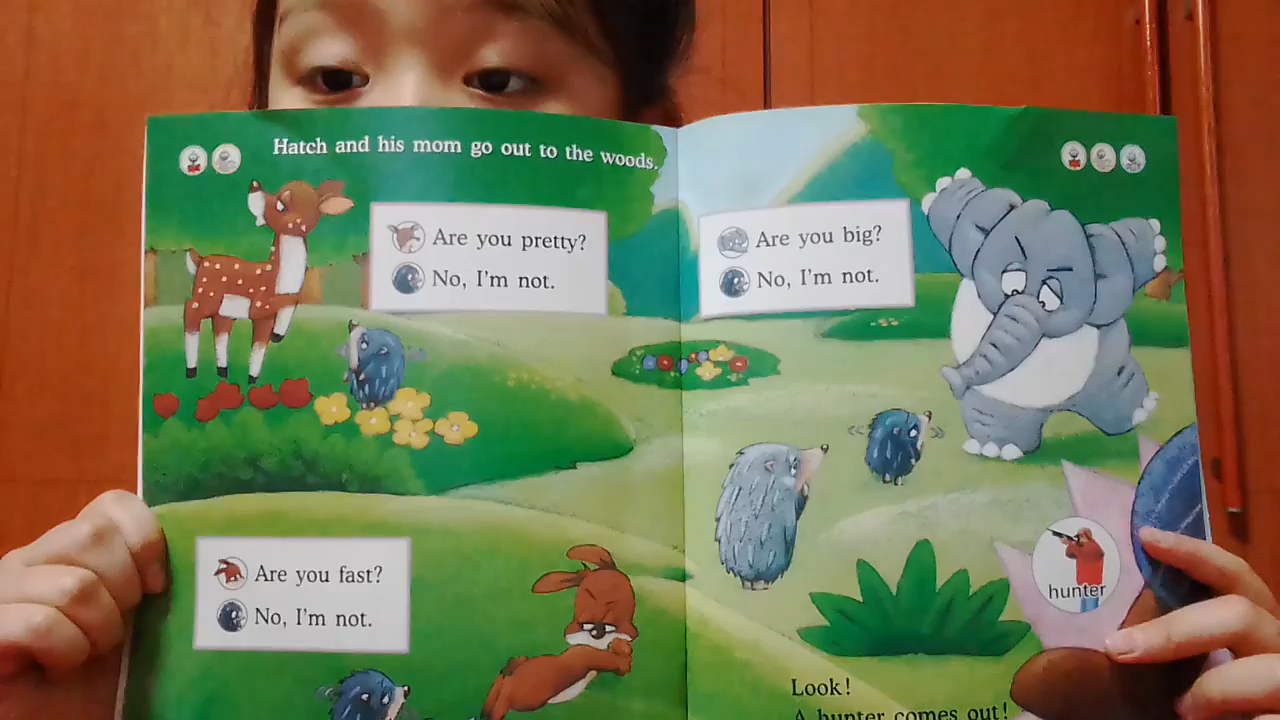 Hatch and his mom go out to the woods.
Are you pretty?
No, I'm not.
Are you fast?
No, I'm not.
Are you big?
No, I'm not.
hunter
Look!
A hunter comes out!